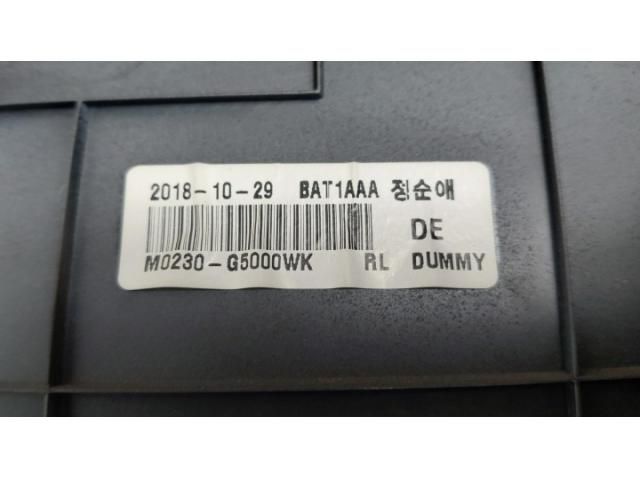 2018-10-29 BAT1AAA 정순애
DE
M0230-G5000WK RL DUMMY